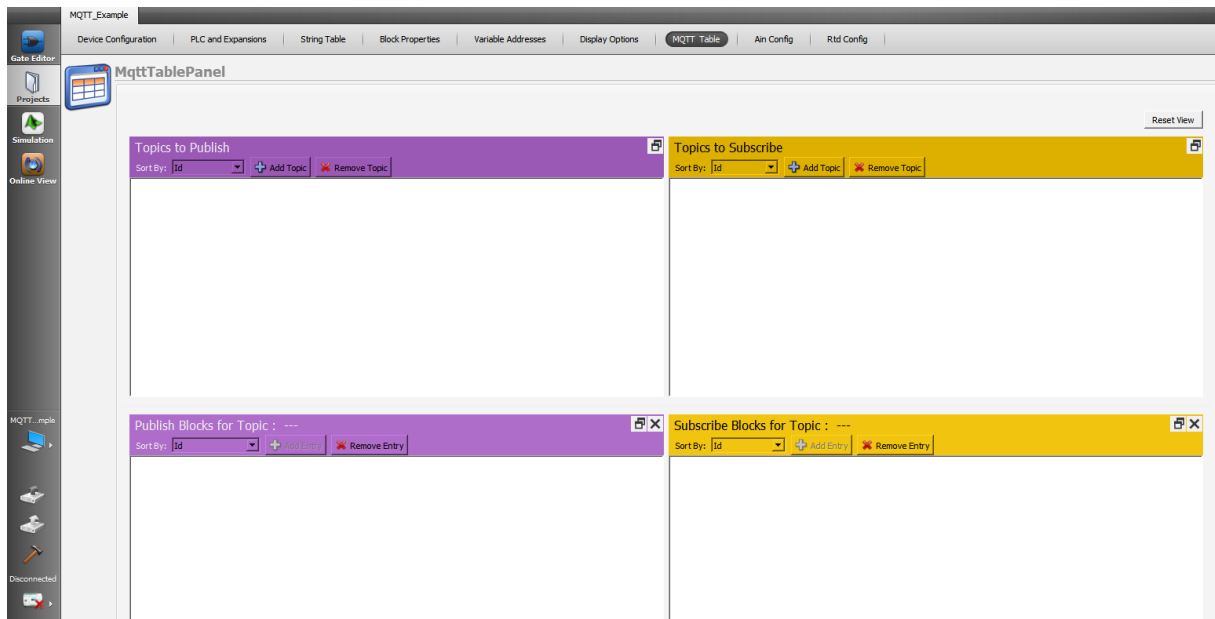 MQTT_Example
Device Configuration
PLC and Expansions
String Table
Block Properties
Variable Addresses
Display Options
MQTT Table
Ain Config
Rtd Config
Gate Editor
Projects
Simulation
Online View
MqttTablePanel
Reset View
Topics to Publish
Sort By: Id Add Topic Remove Topic
Topics to Subscribe
Sort By: Id Add Topic Remove Topic
Publish Blocks for Topic : ---
Sort By: Id Add Entry Remove Entry
Subscribe Blocks for Topic : ---
Sort By: Id Add Entry Remove Entry
MQTT...mple
Disconnected